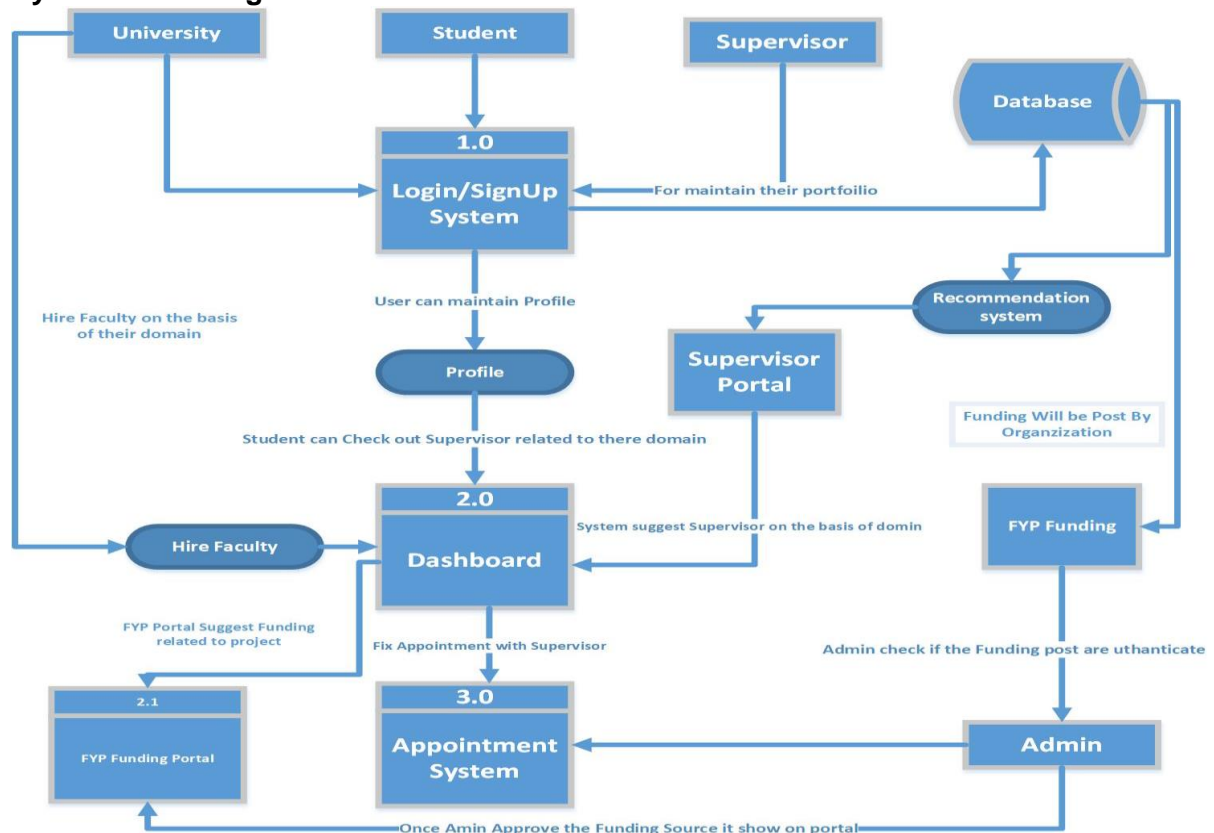 University
Student
Supervisor
Database
1.0
Login/SignUp
System
For maintain their portfoilio
User can maintain Profile
Recommendation
system
Hire Faculty on the basis
of their domain
Supervisor
Portal
Profile
Funding Will be Post By
Organzization
Student can Check out Supervisor related to there domain
2.0
Dashboard
System suggest Supervisor on the basis of domin
FYP Funding
Hire Faculty
FYP Portal Suggest Funding
related to project
Fix Appointment with Supervisor
Admin check if the Funding post are uthanticate
2.1
FYP Funding Portal
3.0
Appointment
System
Admin
Once Amin Approve the Funding Source it show on portal